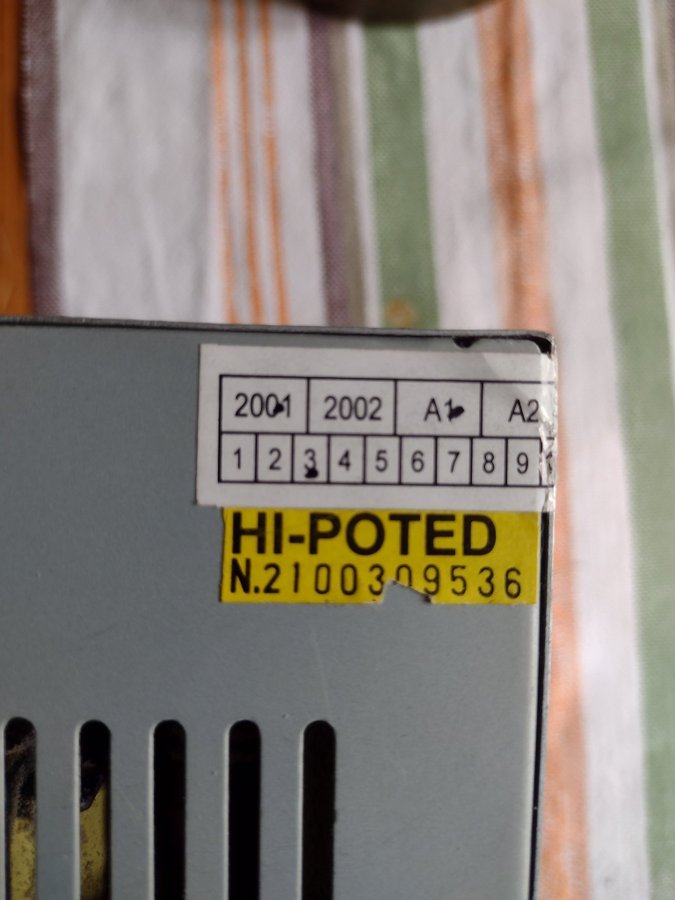 2001 2002 A1 A2
1 2 3 4 5 6 7 8 9
HI-POTED
N.2100309536